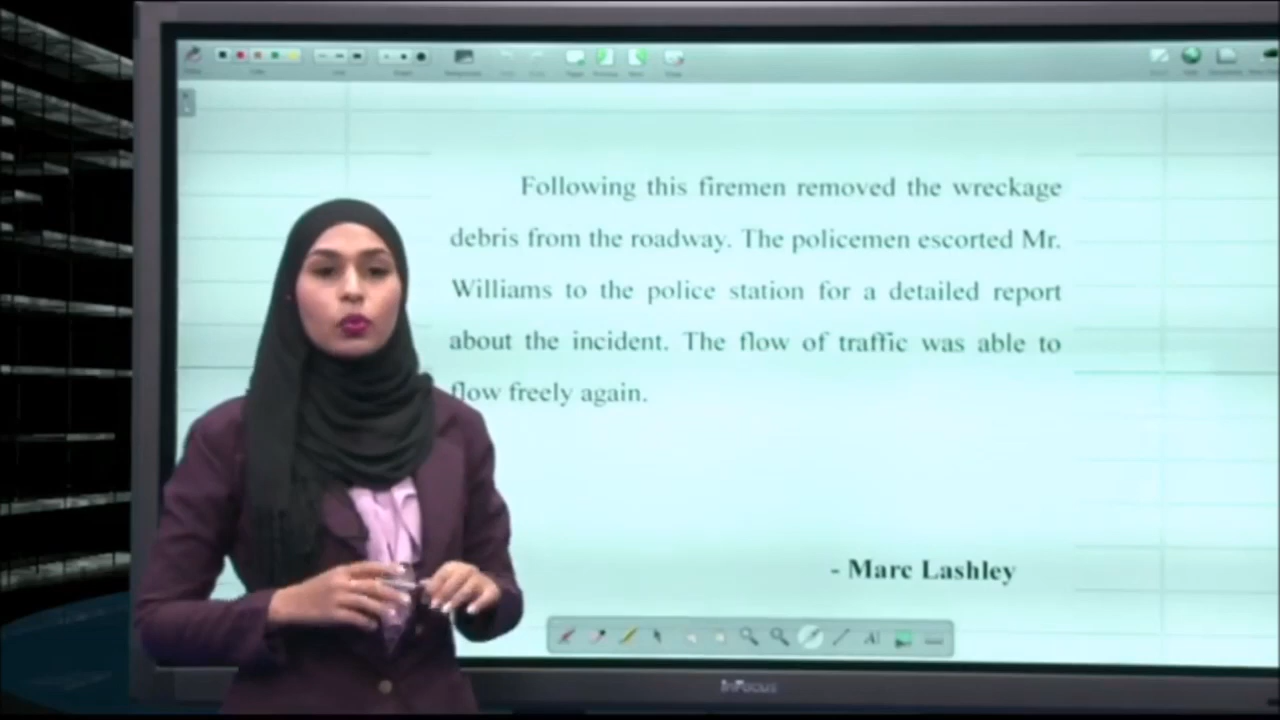 Following this firemen removed the wreckage
debris from the roadway. The policemen escorted Mr.
Williams to the police station for a detailed report
about the incident. The flow of traffic was able to
flow freely again.
- Marc Lashley
InFocus